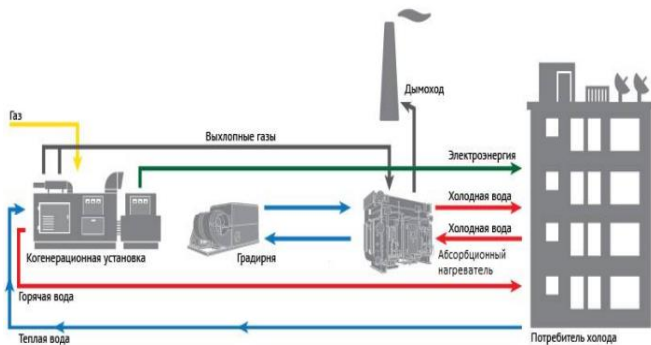 Дымоход
Газ
Выхлопные газы
Электроэнергия
Холодная вода
Холодная вода
Когенерационная установка
Градирня
Абсорбционный
нагреватель
Горячая вода
Теплая вода
Потребитель холода